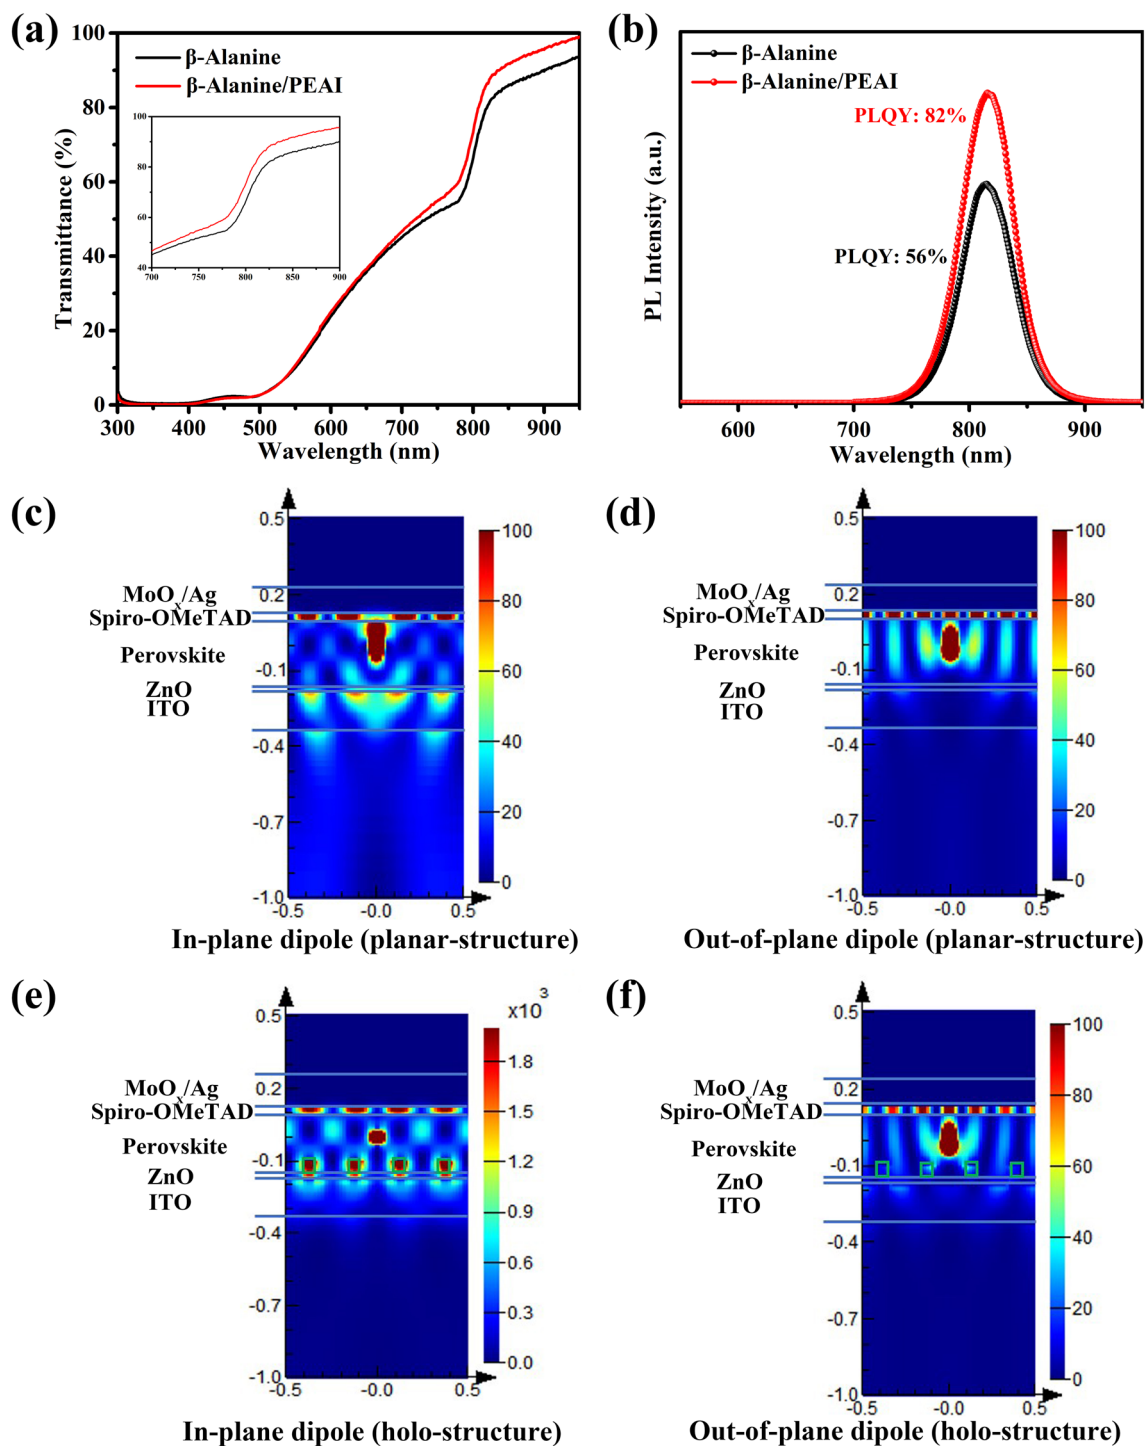 (a)
100
80
60
40
20
0
300 400 500 600 700 800 900
Transmittance (%)
Wavelength (nm)
β-Alanine
β-Alanine/PEAI
100
80
60
40
700 750 800 850 900
(b)
β-Alanine
β-Alanine/PEAI
PLQY: 82%
PLQY: 56%
PL Intensity (a.u.)
600 700 800 900
Wavelength (nm)
(c)
0.5
0.2
-0.1
-0.4
-0.7
-1.0
-0.5 -0.0 0.5
MoOₓ/Ag
Spiro-OMeTAD
Perovskite
ZnO
ITO
100
80
60
40
20
0
In-plane dipole (planar-structure)
(d)
0.5
0.2
-0.1
-0.4
-0.7
-1.0
-0.5 -0.0 0.5
MoOₓ/Ag
Spiro-OMeTAD
Perovskite
ZnO
ITO
100
80
60
40
20
0
Out-of-plane dipole (planar-structure)
(e)
0.5
0.2
-0.1
-0.4
-0.7
-1.0
-0.5 -0.0 0.5
MoOₓ/Ag
Spiro-OMeTAD
Perovskite
ZnO
ITO
x10³
1.8
1.5
1.2
0.9
0.6
0.3
0.0
In-plane dipole (holo-structure)
(f)
0.5
0.2
-0.1
-0.4
-0.7
-1.0
-0.5 -0.0 0.5
MoOₓ/Ag
Spiro-OMeTAD
Perovskite
ZnO
ITO
100
80
60
40
20
0
Out-of-plane dipole (holo-structure)